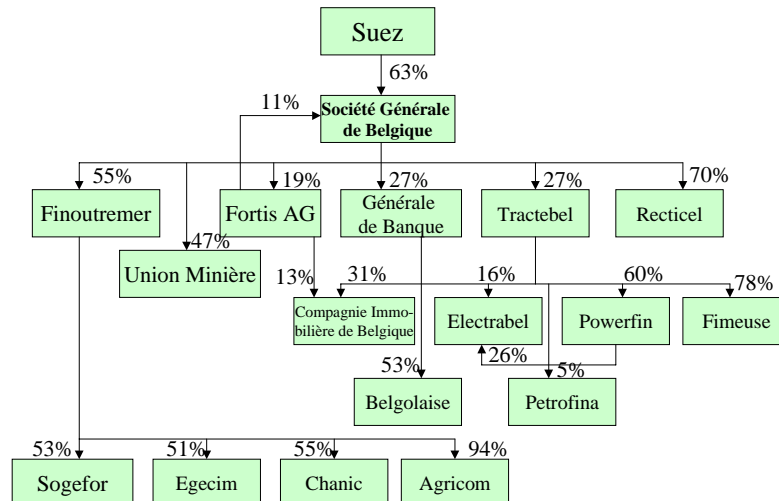 Suez
63%
11%
Société Générale
de Belgique
55%
19%
27%
27%
70%
Finoutremer
Fortis AG
Générale
de Banque
Tractebel
Recticel
47%
Union Minière
13%
31%
16%
60%
78%
Compagnie Immo-
bilière de Belgique
Electrabel
Powerfin
Fimeuse
26%
53%
5%
Belgolaise
Petrofina
53%
51%
55%
94%
Sogefor
Egecim
Chanic
Agricom